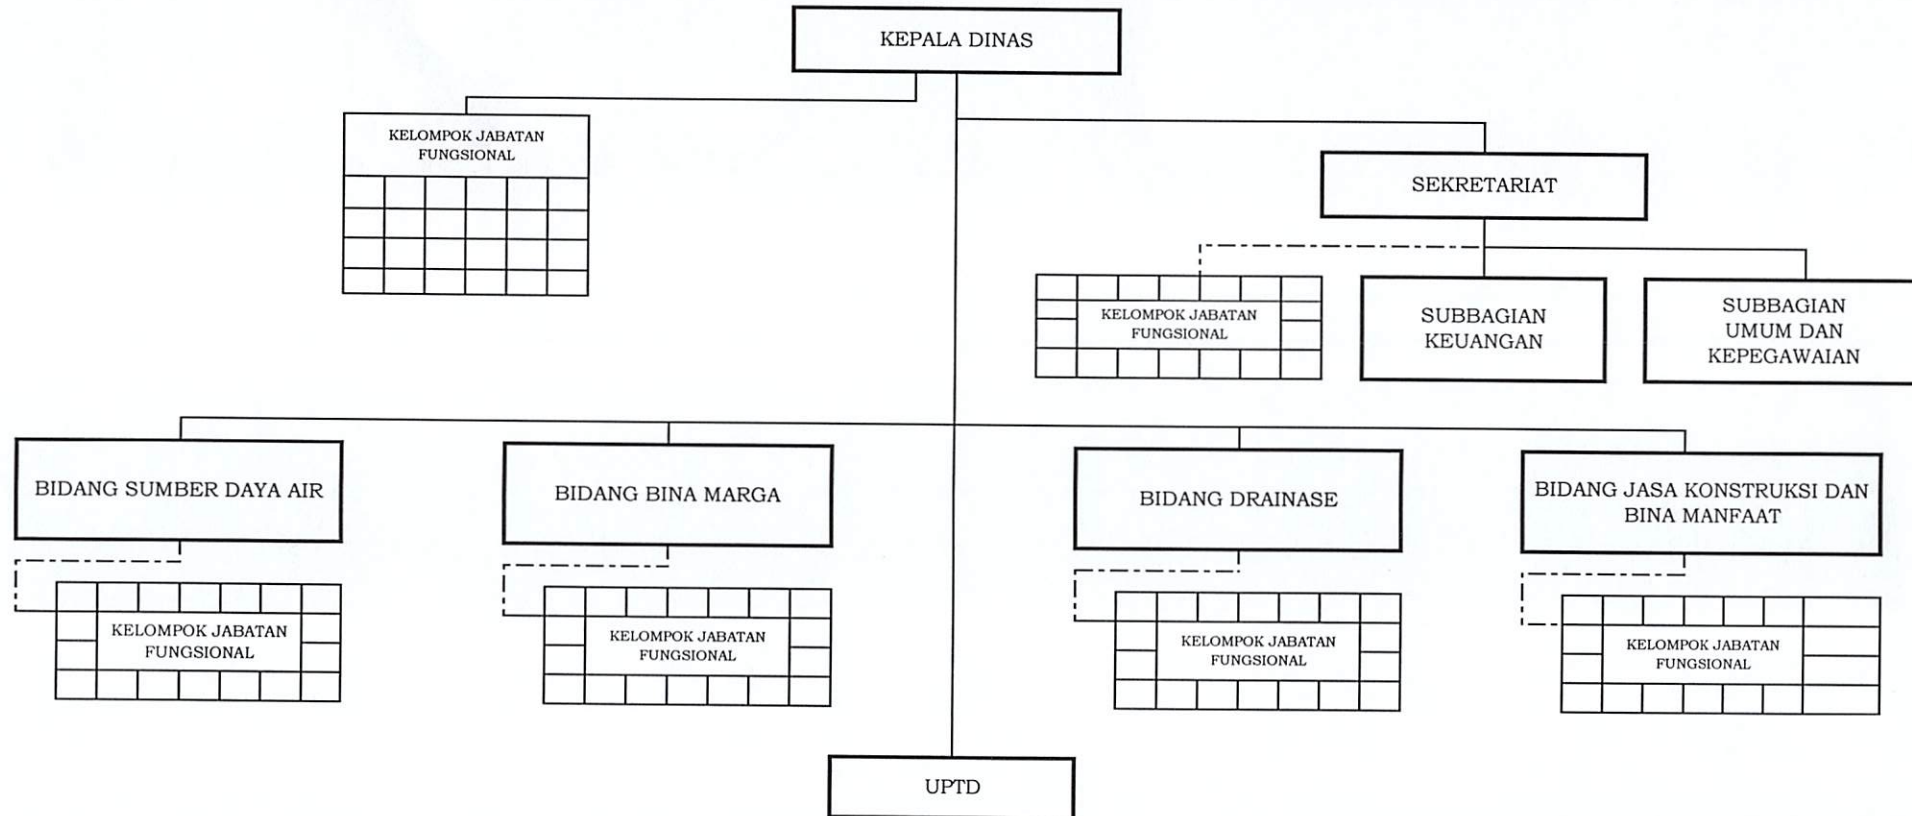 KEPALA DINAS
KELOMPOK JABATAN
FUNGSIONAL
SEKRETARIAT
KELOMPOK JABATAN
FUNGSIONAL
SUBBAGIAN
KEUANGAN
SUBBAGIAN
UMUM DAN
KEPEGAWAIAN
BIDANG SUMBER DAYA AIR
BIDANG BINA MARGA
BIDANG DRAINASE
BIDANG JASA KONSTRUKSI DAN
BINA MANFAAT
KELOMPOK JABATAN
FUNGSIONAL
KELOMPOK JABATAN
FUNGSIONAL
KELOMPOK JABATAN
FUNGSIONAL
KELOMPOK JABATAN
FUNGSIONAL
UPTD